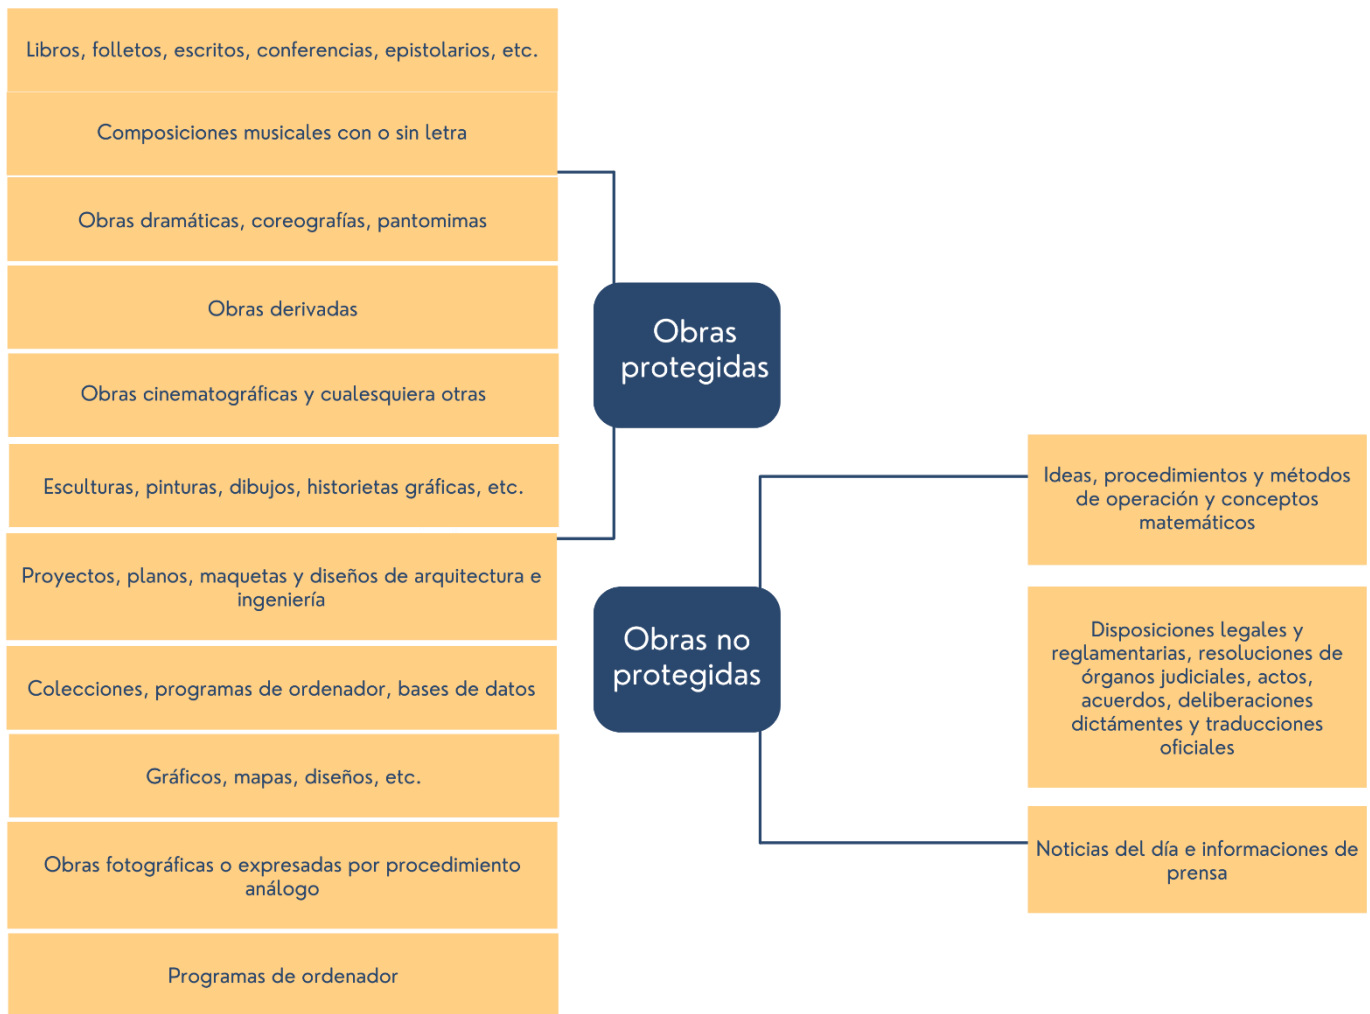 Libros, folletos, escritos, conferencias, epistolarios, etc.
Composiciones musicales con o sin letra
Obras dramáticas, coreografías, pantomimas
Obras derivadas
Obras cinematográficas y cualesquiera otras
Esculturas, pinturas, dibujos, historietas gráficas, etc.
Proyectos, planos, maquetas y diseños de arquitectura e
ingeniería
Colecciones, programas de ordenador, bases de datos
Gráficos, mapas, diseños, etc.
Obras fotográficas o expresadas por procedimiento
análogo
Programas de ordenador
Obras
protegidas
Obras no
protegidas
Ideas, procedimientos y métodos
de operación y conceptos
matemáticos
Disposiciones legales y
reglamentarias, resoluciones de
órganos judiciales, actos,
acuerdos, deliberaciones
dictámentes y traducciones
oficiales
Noticias del día e informaciones de
prensa